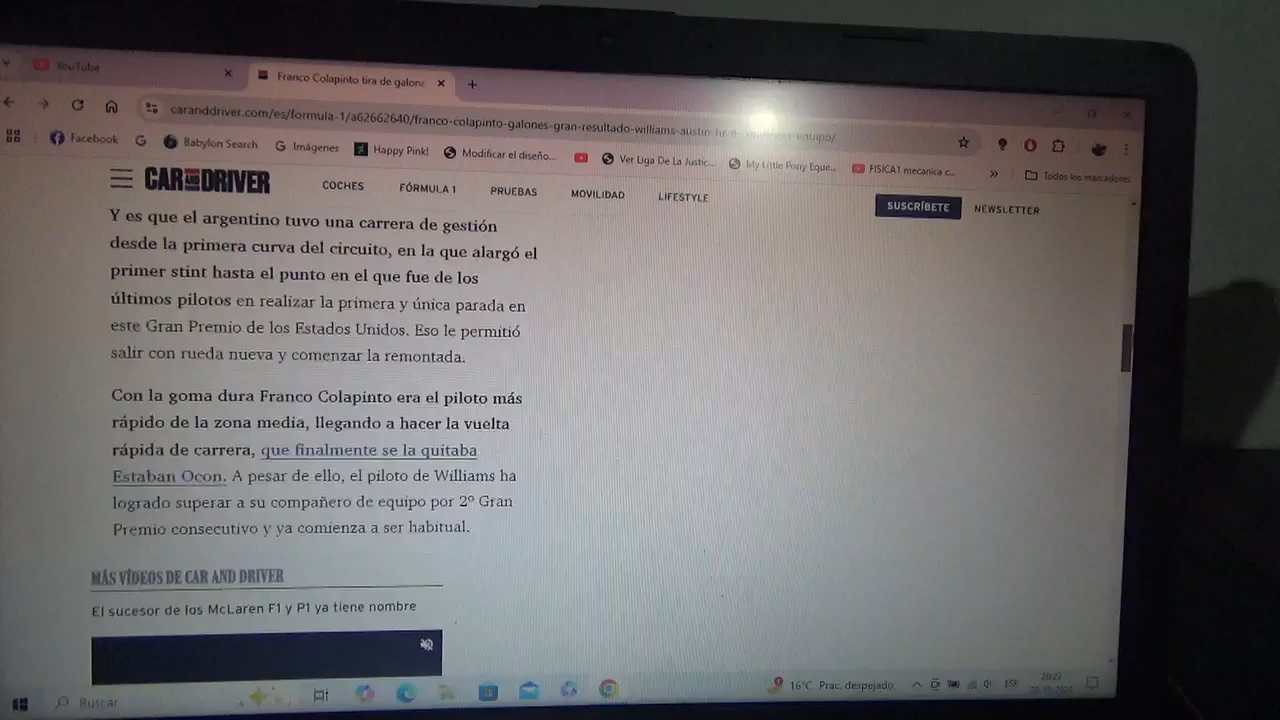 YouTube
Franco Colapinto tira de galone
caranddriver.com/es/formula-1/a62662640/franco-colapinto-galones-gran-resultado-williams-austin-
Facebook
Babylon Search
Imágenes
Happy Pink!
Modificar el diseño...
Ver Liga De La Justic...
My Little Pony Eque...
FISICA1 mecanica c...
»
Todos los marcadores
CAR AND DRIVER
COCHES
FÓRMULA 1
PRUEBAS
MOVILIDAD
LIFESTYLE
SUSCRÍBETE
NEWSLETTER
Y es que el argentino tuvo una carrera de gestión
desde la primera curva del circuito, en la que alargó el
primer stint hasta el punto en el que fue de los
últimos pilotos en realizar la primera y única parada en
este Gran Premio de los Estados Unidos. Eso le permitió
salir con rueda nueva y comenzar la remontada.
Con la goma dura Franco Colapinto era el piloto más
rápido de la zona media, llegando a hacer la vuelta
rápida de carrera, que finalmente se la quitaba
Estaban Ocon. A pesar de ello, el piloto de Williams ha
logrado superar a su compañero de equipo por 2º Gran
Premio consecutivo y ya comienza a ser habitual.
MÁS VÍDEOS DE CAR AND DRIVER
El sucesor de los McLaren F1 y P1 ya tiene nombre
Buscar
16°C Prac. despejado
ESP
20:22